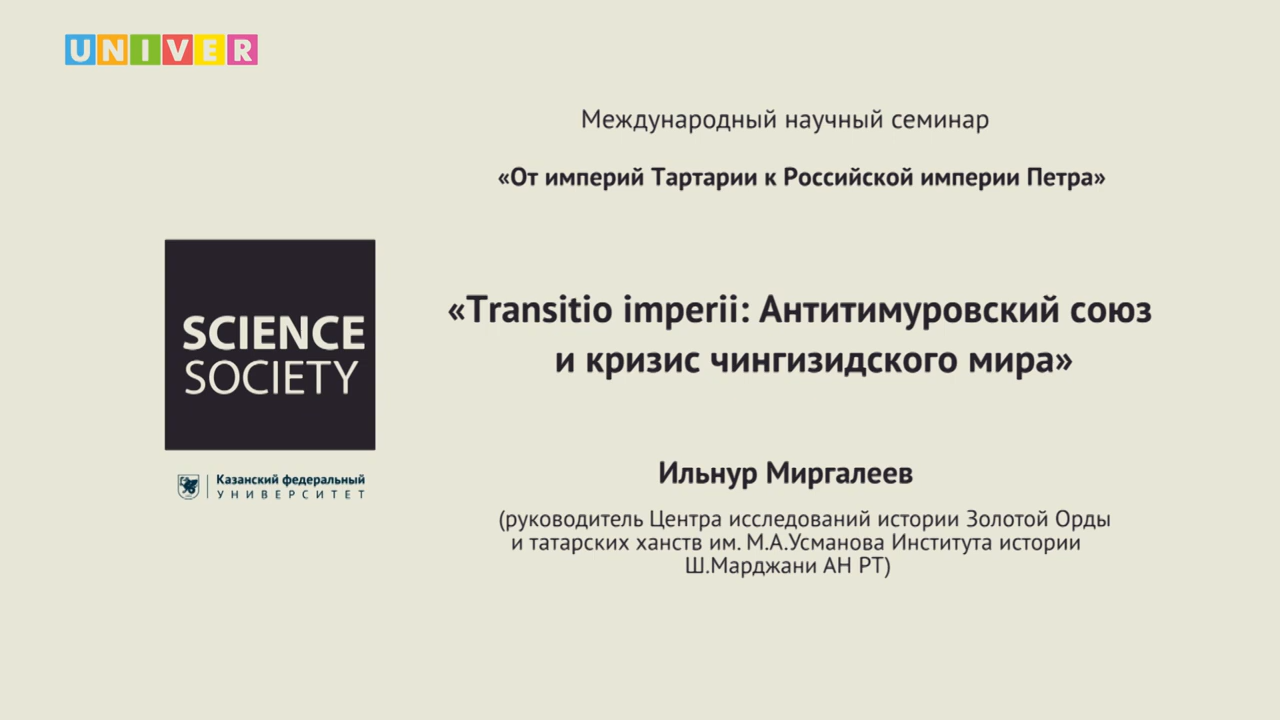 UNIVER
Международный научный семинар
«От империй Тартарии к Российской империи Петра»
SCIENCE
SOCIETY
Казанский федеральный
УНИВЕРСИТЕТ
«Transitio imperii: Антитимуровский союз
и кризис чингизидского мира»
Ильнур Миргалеев
(руководитель Центра исследований истории Золотой Орды
и татарских ханств им. М.А.Усманова Института истории
Ш.Марджани АН РТ)